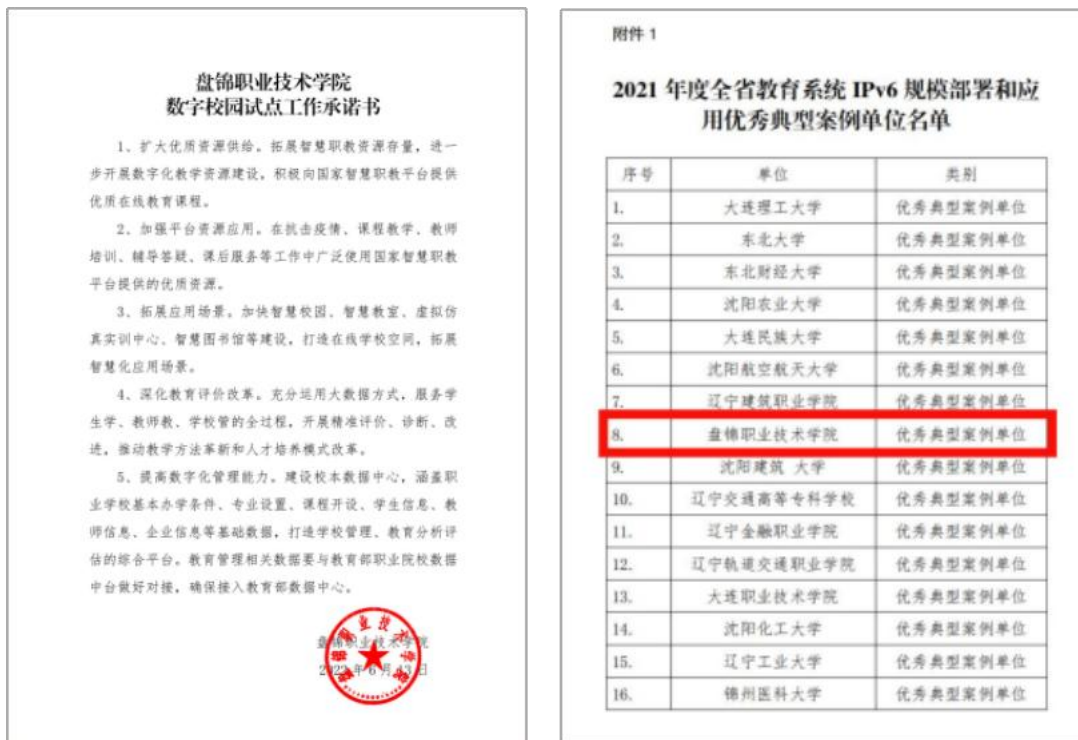 盘锦职业技术学院
数字校园试点工作承诺书
1、扩大优质资源供给。拓展智慧职教资源存量,进一
步开展数字化教学资源建设,积极向国家智慧职教平台提供
优质在线教育课程。
2、加强平台资源应用。在抗击疫情、课程教学、教师
培训、辅导答疑、课后服务等工作中广泛使用国家智慧职教
平台提供的优质资源。
3、拓展应用场景。加快智慧校园、智慧教室、虚拟仿
真实训中心、智慧图书馆等建设,打造在线学校空间,拓展
智慧化应用场景。
4、深化教育评价改革。充分运用大数据方式,服务学
生学、教师教、学校管的全过程,开展精准评价、诊断、改
进,推动教学方法革新和人才培养模式改革。
5、提高数字化管理能力。建设校本数据中心,涵盖职
业学校基本办学条件、专业设置、课程开设、学生信息、教
师信息、企业信息等基础数据,打造学校管理、教育分析评
估的综合平台。教育管理相关数据要与教育部职业院校数据
中台做好对接,确保接入教育部数据中心。
盘锦职业技术学院
2022年6月13日
盘锦职业技术学院
附件 1
2021 年度全省教育系统 IPv6 规模部署和应
用优秀典型案例单位名单
序号 单位 类别
1. 大连理工大学 优秀典型案例单位
2. 东北大学 优秀典型案例单位
3. 东北财经大学 优秀典型案例单位
4. 沈阳农业大学 优秀典型案例单位
5. 大连民族大学 优秀典型案例单位
6. 沈阳航空航天大学 优秀典型案例单位
7. 辽宁建筑职业学院 优秀典型案例单位
8. 盘锦职业技术学院 优秀典型案例单位
9. 沈阳建筑 大学 优秀典型案例单位
10. 辽宁交通高等专科学校 优秀典型案例单位
11. 辽宁金融职业学院 优秀典型案例单位
12. 辽宁轨道交通职业学院 优秀典型案例单位
13. 大连职业技术学院 优秀典型案例单位
14. 沈阳化工大学 优秀典型案例单位
15. 辽宁工业大学 优秀典型案例单位
16. 锦州医科大学 优秀典型案例单位